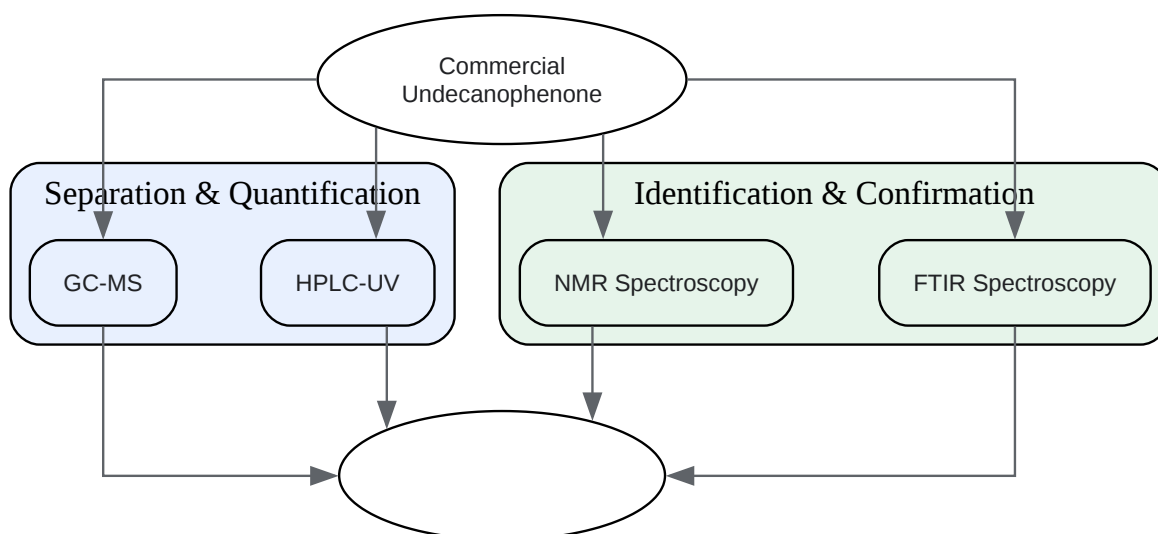 Commercial
Undecanophenone
Separation & Quantification
Identification & Confirmation
GC-MS
HPLC-UV
NMR Spectroscopy
FTIR Spectroscopy